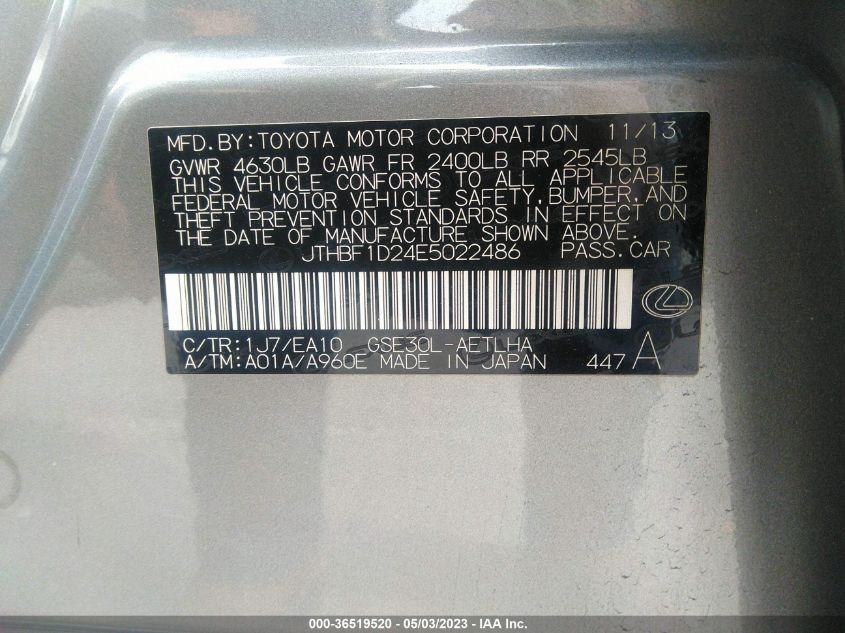 MFD.BY:TOYOTA MOTOR CORPORATION 11/13
GVWR 4630LB GAWR FR 2400LB RR 2545LB
THIS VEHICLE CONFORMS TO ALL APPLICABLE
FEDERAL MOTOR VEHICLE SAFETY,BUMPER,AND
THEFT PREVENTION STANDARDS IN EFFECT ON
THE DATE OF MANUFACTURE SHOWN ABOVE.
JTHBF1D24E5022486 PASS.CAR
C/TR:1J7/EA10 GSE30L-AETLHA
A/TM:A01A/A960E MADE IN JAPAN 447 A
000-36519520 - 05/03/2023 - IAA Inc.